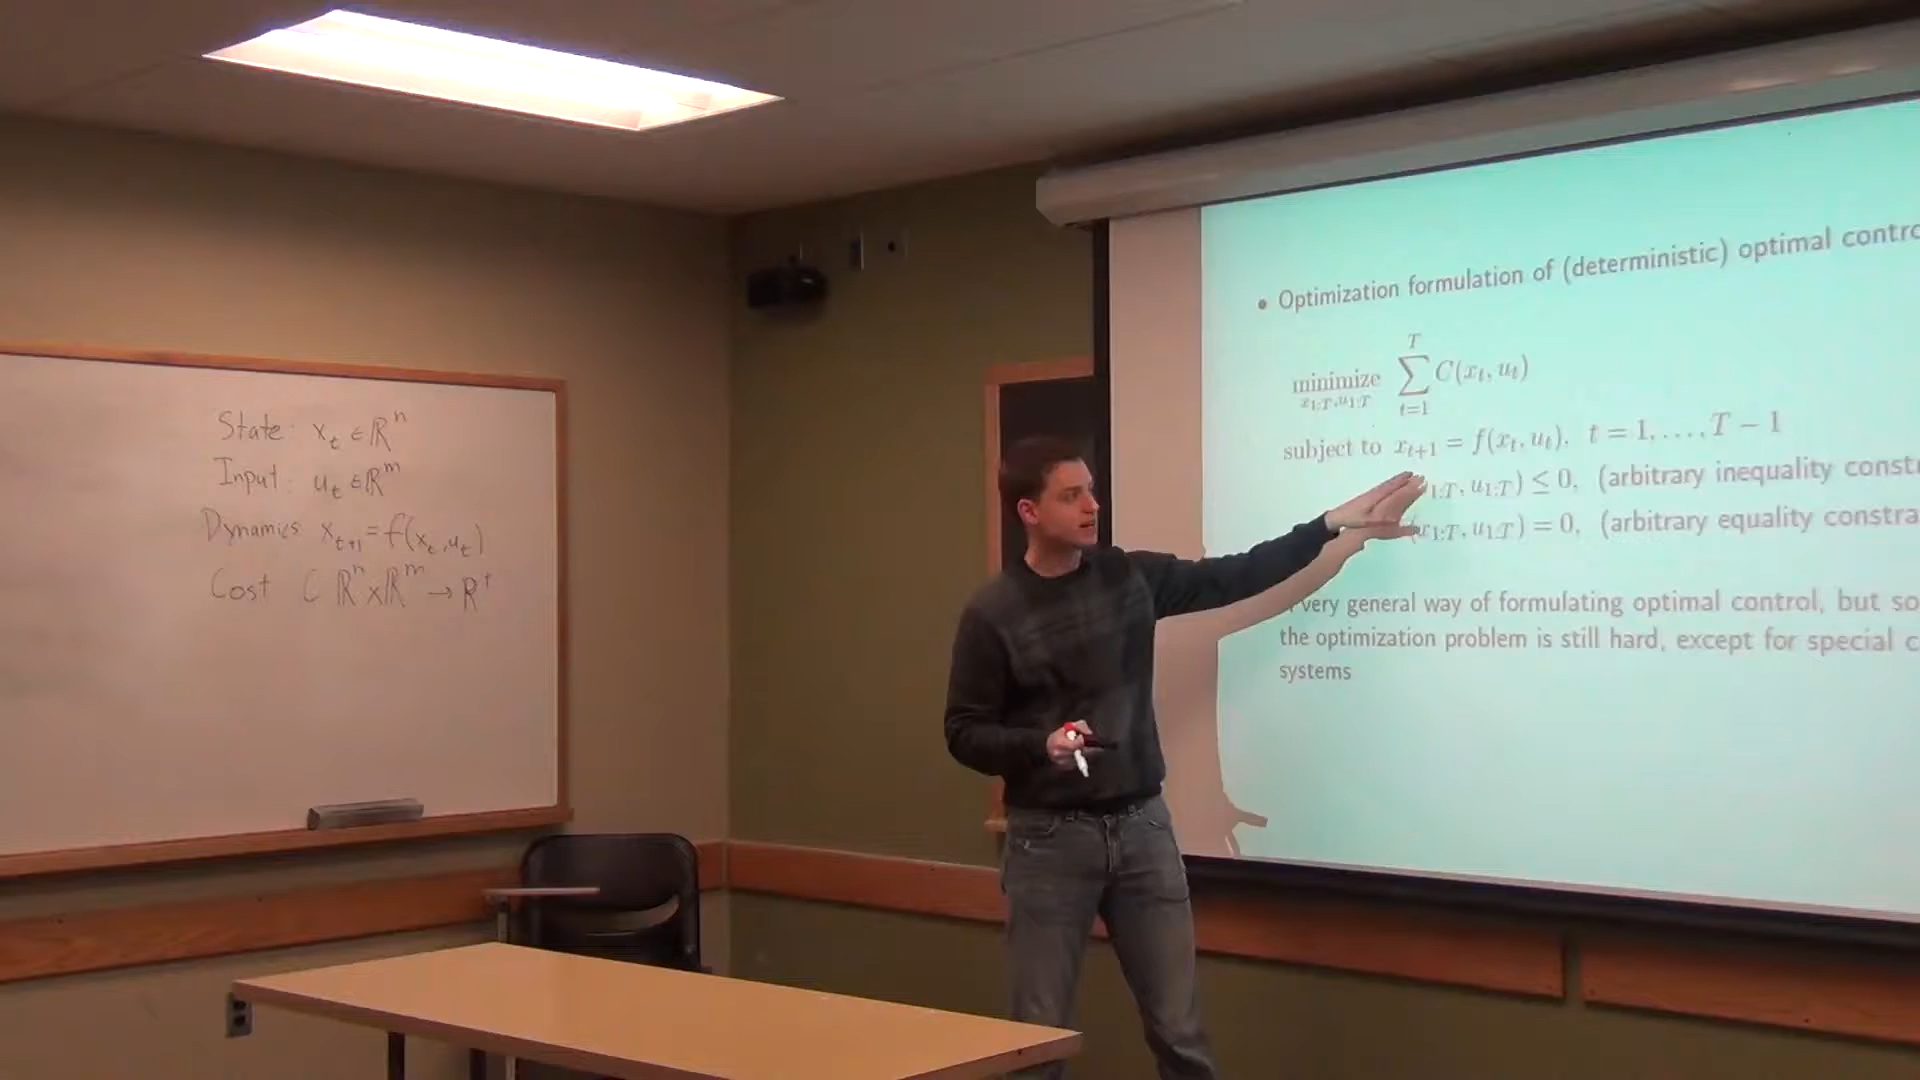 State: x_t ∈ ℝ^n
Input: u_t ∈ ℝ^m
Dynamics x_{t+1} = f(x_t, u_t)
Cost C ℝ^n × ℝ^m → ℝ^+
• Optimization formulation of (deterministic) optimal contro
T
minimize ∑ C(x_t, u_t)
x_{1:T}, u_{1:T} t=1
subject to x_{t+1} = f(x_t, u_t), t = 1, ..., T − 1
1:T, u_{1:T}) ≤ 0, (arbitrary inequality constr
x_{1:T}, u_{1:T}) = 0, (arbitrary equality constra
very general way of formulating optimal control, but so
the optimization problem is still hard, except for special c
systems